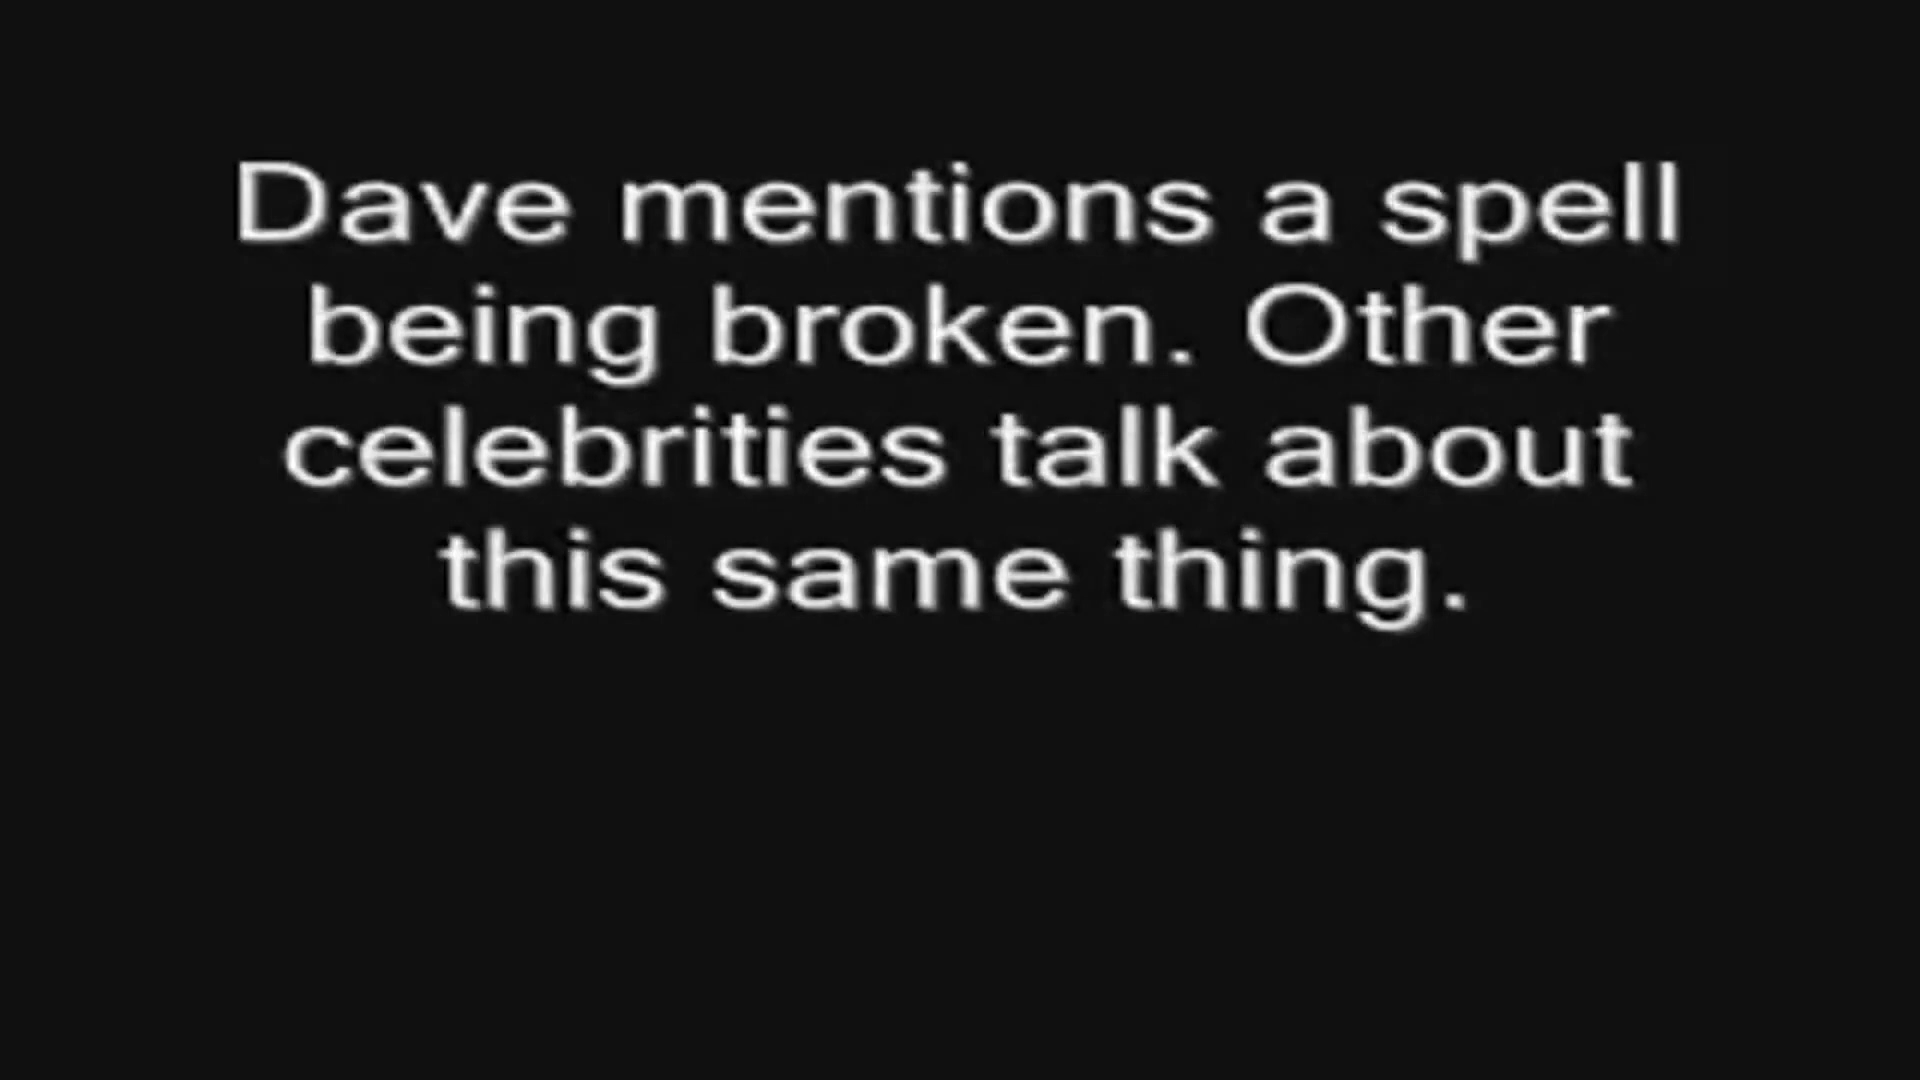 Dave mentions a spell
being broken. Other
celebrities talk about
this same thing.